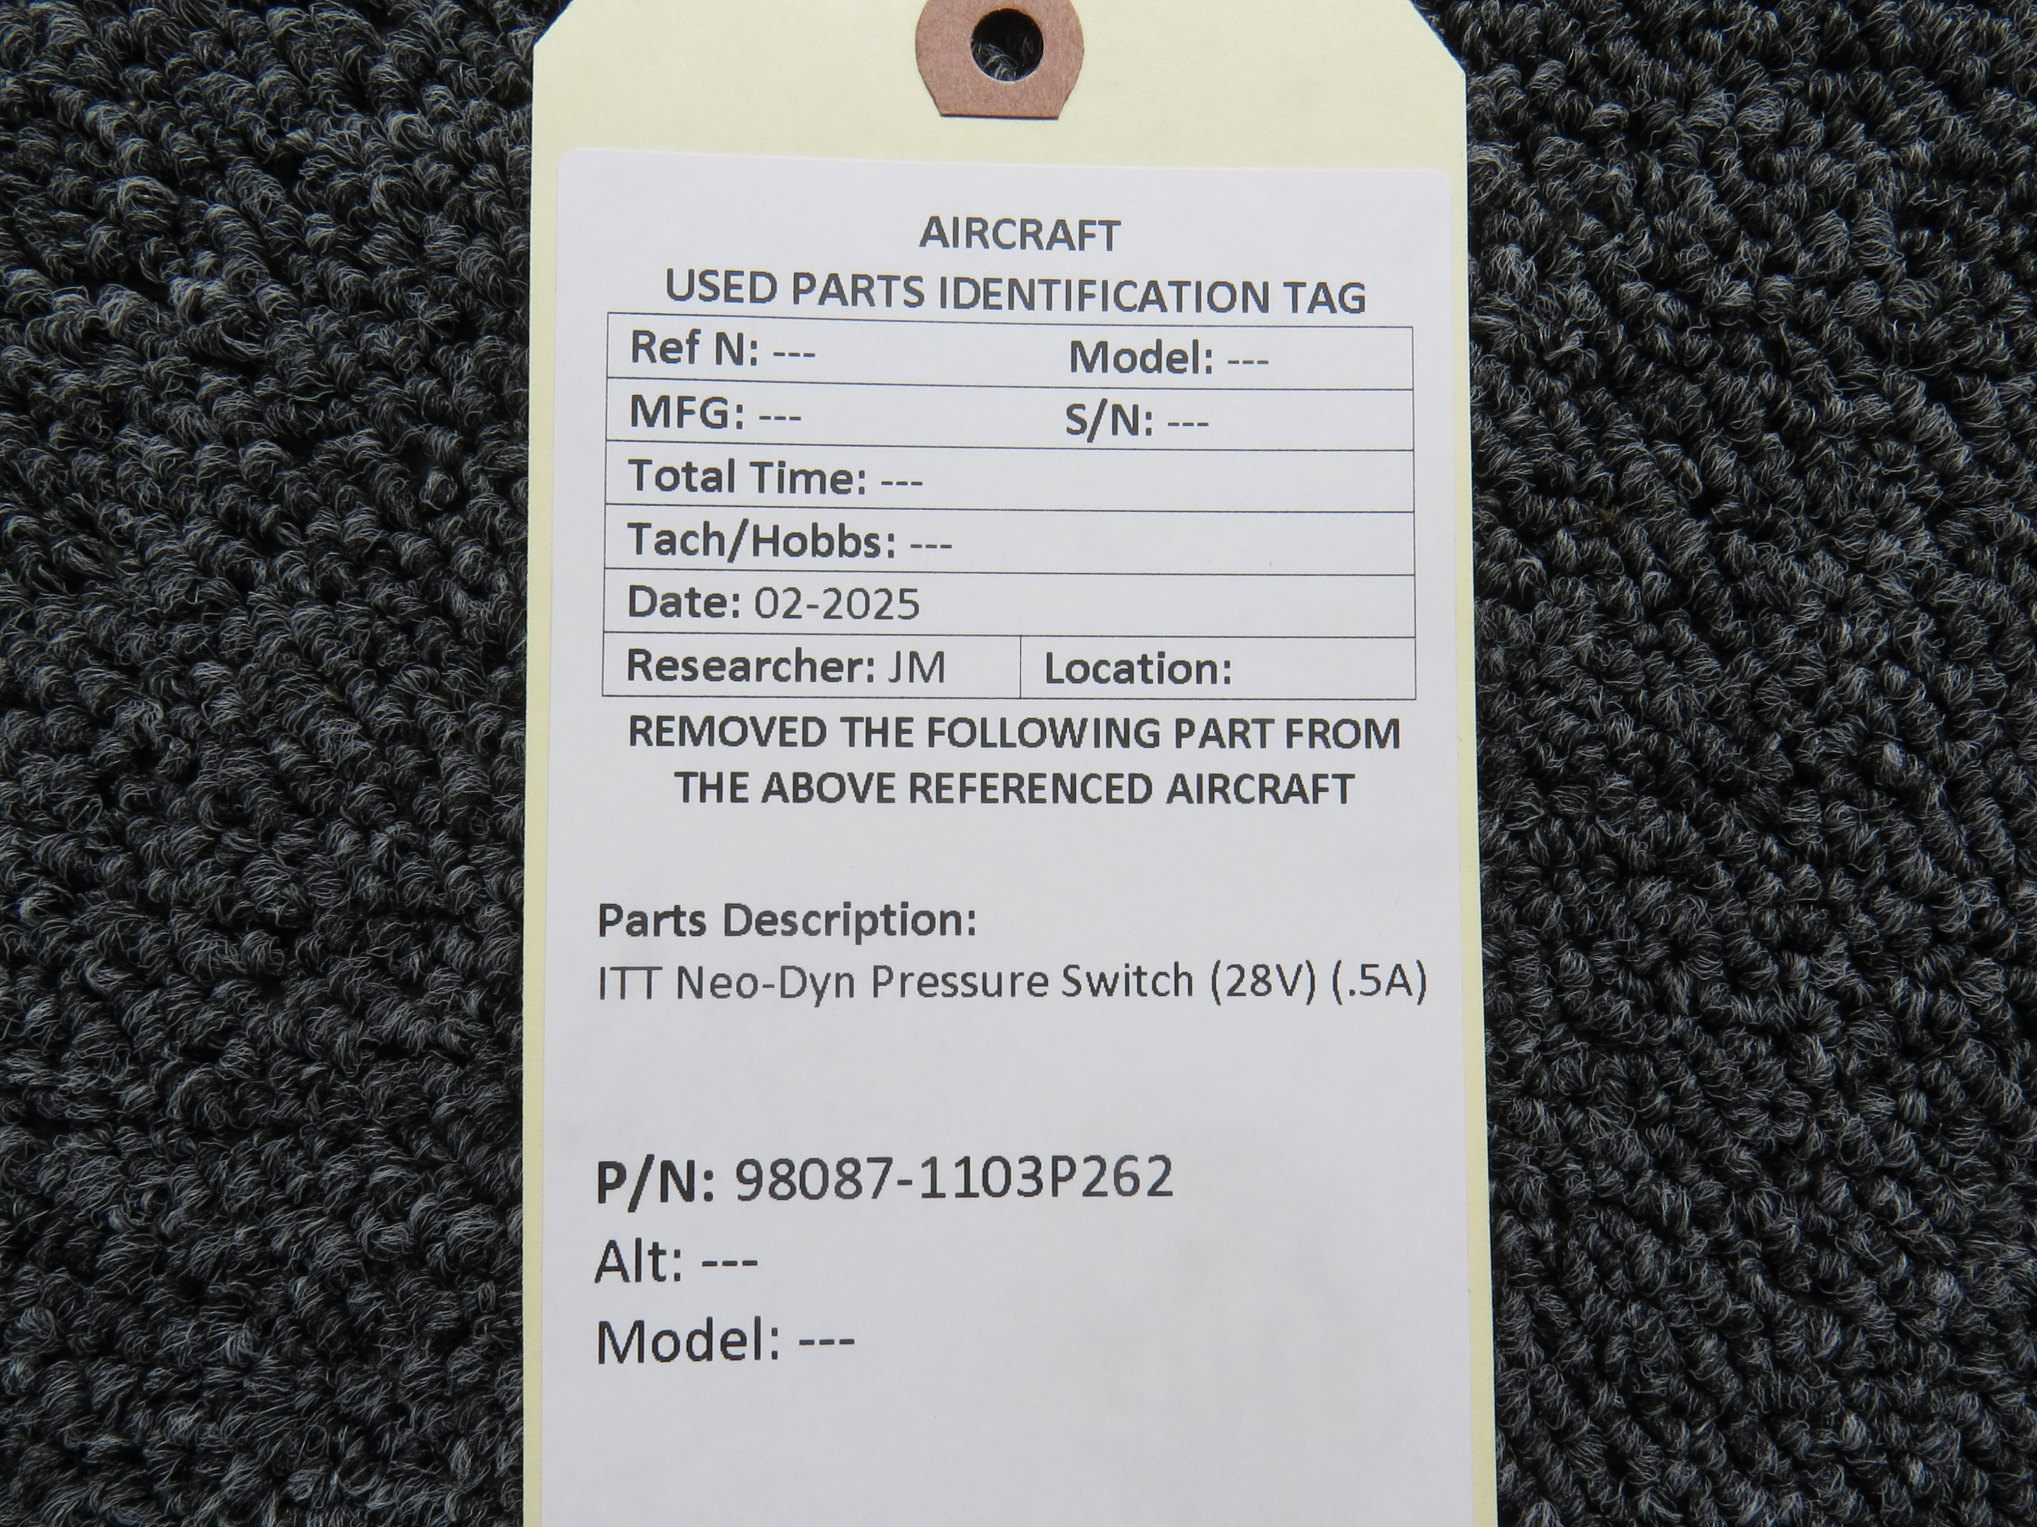 AIRCRAFT
USED PARTS IDENTIFICATION TAG
Ref N: --- Model: ---
MFG: --- S/N: ---
Total Time: ---
Tach/Hobbs: ---
Date: 02-2025
Researcher: JM Location:
REMOVED THE FOLLOWING PART FROM
THE ABOVE REFERENCED AIRCRAFT
Parts Description:
ITT Neo-Dyn Pressure Switch (28V) (.5A)
P/N: 98087-1103P262
Alt: ---
Model: ---